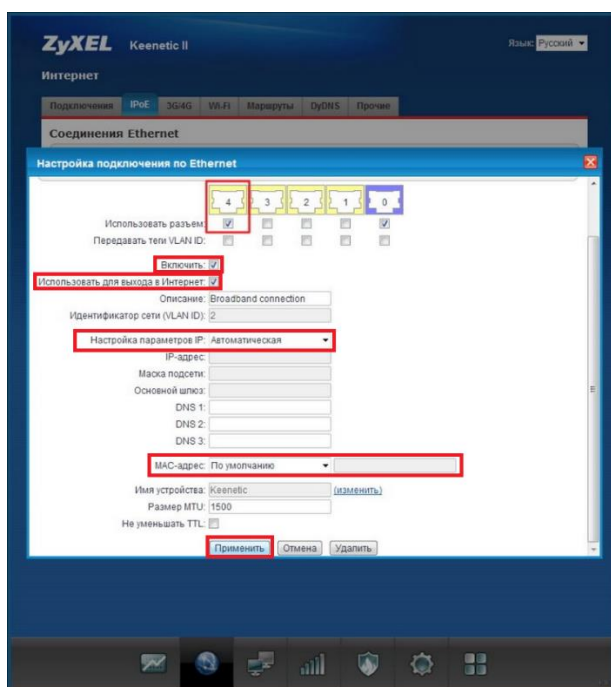 ZyXEL Keenetic II Язык: Русский
Интернет
Подключения IPoE 3G/4G Wi-Fi Маршруты DyDNS Прочие
Соединения Ethernet
Настройка подключения по Ethernet
4 3 2 1 0
Использовать разъем:
Передавать теги VLAN ID:
Включить:
Использовать для выхода в Интернет:
Описание: Broadband connection
Идентификатор сети (VLAN ID): 2
Настройка параметров IP: Автоматическая
IP-адрес:
Маска подсети:
Основной шлюз:
DNS 1:
DNS 2:
DNS 3:
MAC-адрес: По умолчанию
Имя устройства: Keenetic (изменить)
Размер MTU: 1500
Не уменьшать TTL:
Применить Отмена Удалить